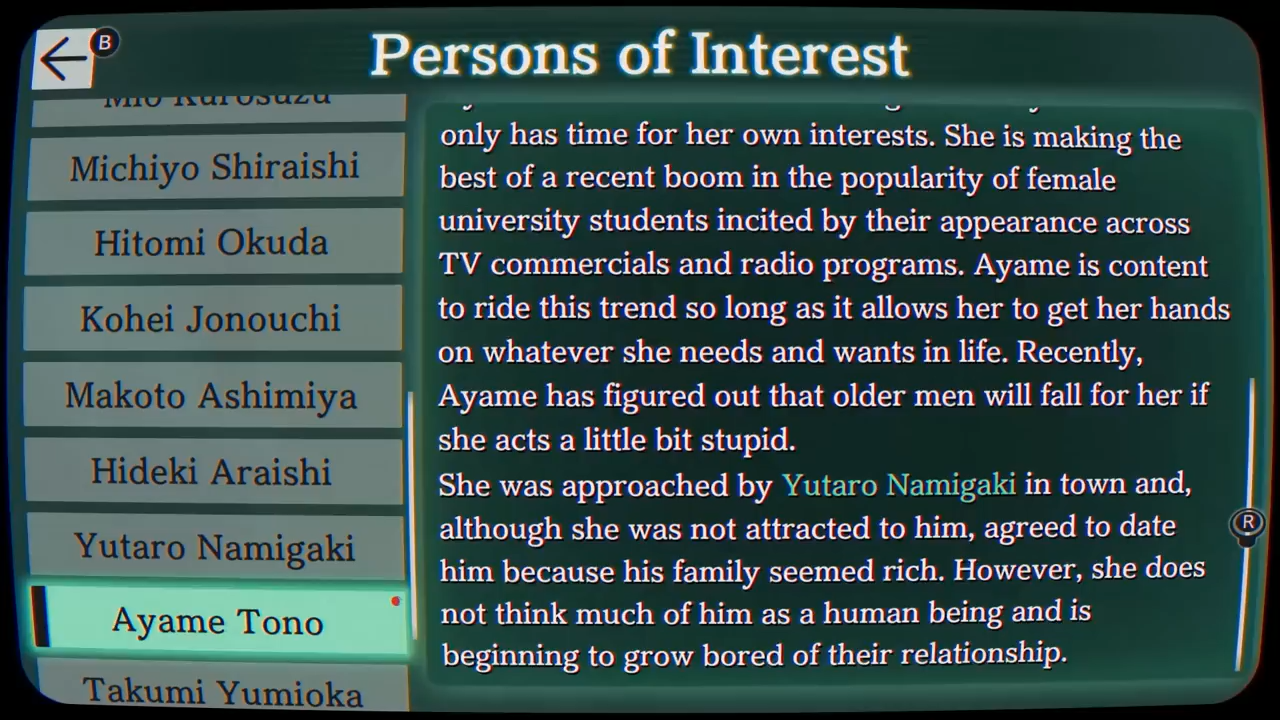 B
Persons of Interest
Mio Kurosuzu
Michiyo Shiraishi
Hitomi Okuda
Kohei Jonouchi
Makoto Ashimiya
Hideki Araishi
Yutaro Namigaki
Ayame Tono
Takumi Yumioka
only has time for her own interests. She is making the
best of a recent boom in the popularity of female
university students incited by their appearance across
TV commercials and radio programs. Ayame is content
to ride this trend so long as it allows her to get her hands
on whatever she needs and wants in life. Recently,
Ayame has figured out that older men will fall for her if
she acts a little bit stupid.
She was approached by Yutaro Namigaki in town and,
although she was not attracted to him, agreed to date
him because his family seemed rich. However, she does
not think much of him as a human being and is
beginning to grow bored of their relationship.
R